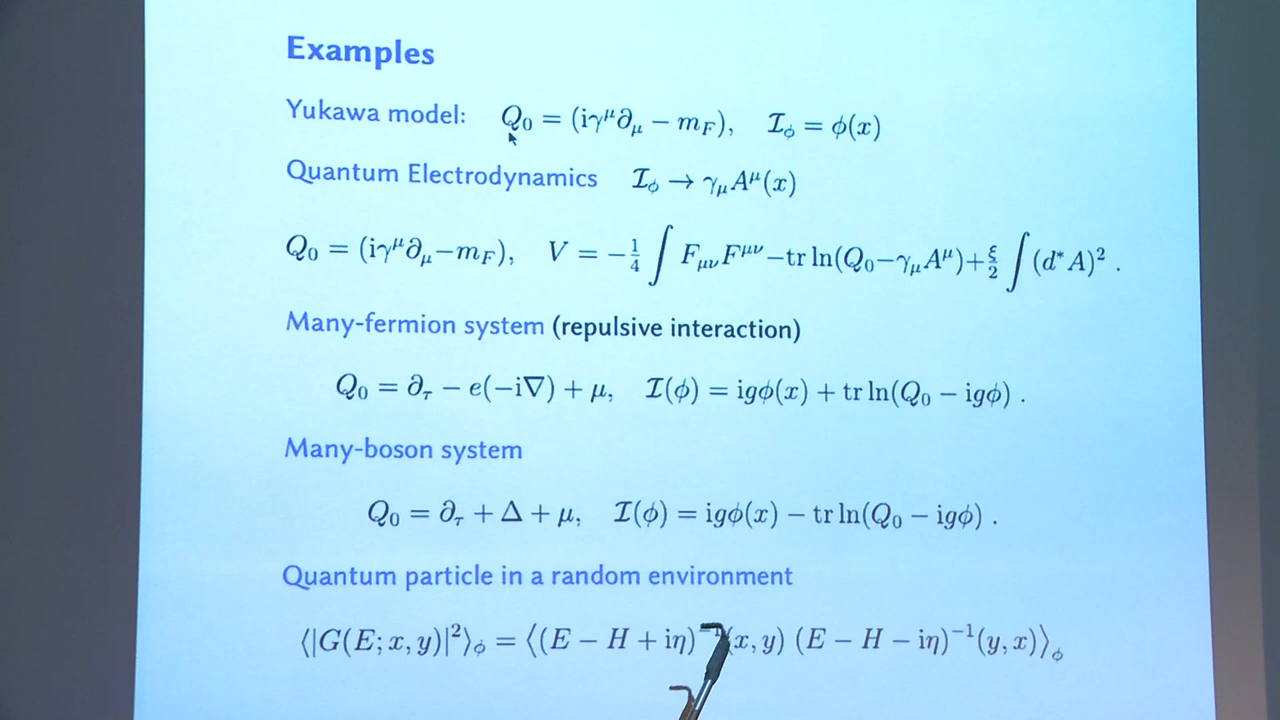 Examples
Yukawa model: Q₀ = (iγ^μ∂_μ − m_F), 𝓘_φ = φ(x)
Quantum Electrodynamics 𝓘_φ → γ_μA^μ(x)
Q₀ = (iγ^μ∂_μ−m_F), V = −¼ ∫ F_μν F^μν −tr ln(Q₀−γ_μA^μ)+ξ/2 ∫(d*A)² .
Many-fermion system (repulsive interaction)
Q₀ = ∂_τ − e(−i∇) + μ, 𝓘(φ) = igφ(x) + tr ln(Q₀ − igφ) .
Many-boson system
Q₀ = ∂_τ + Δ + μ, 𝓘(φ) = igφ(x) − tr ln(Q₀ − igφ) .
Quantum particle in a random environment
⟨|G(E; x, y)|²⟩_φ = ⟨(E − H + iη)⁻¹(x, y) (E − H − iη)⁻¹(y, x)⟩_φ